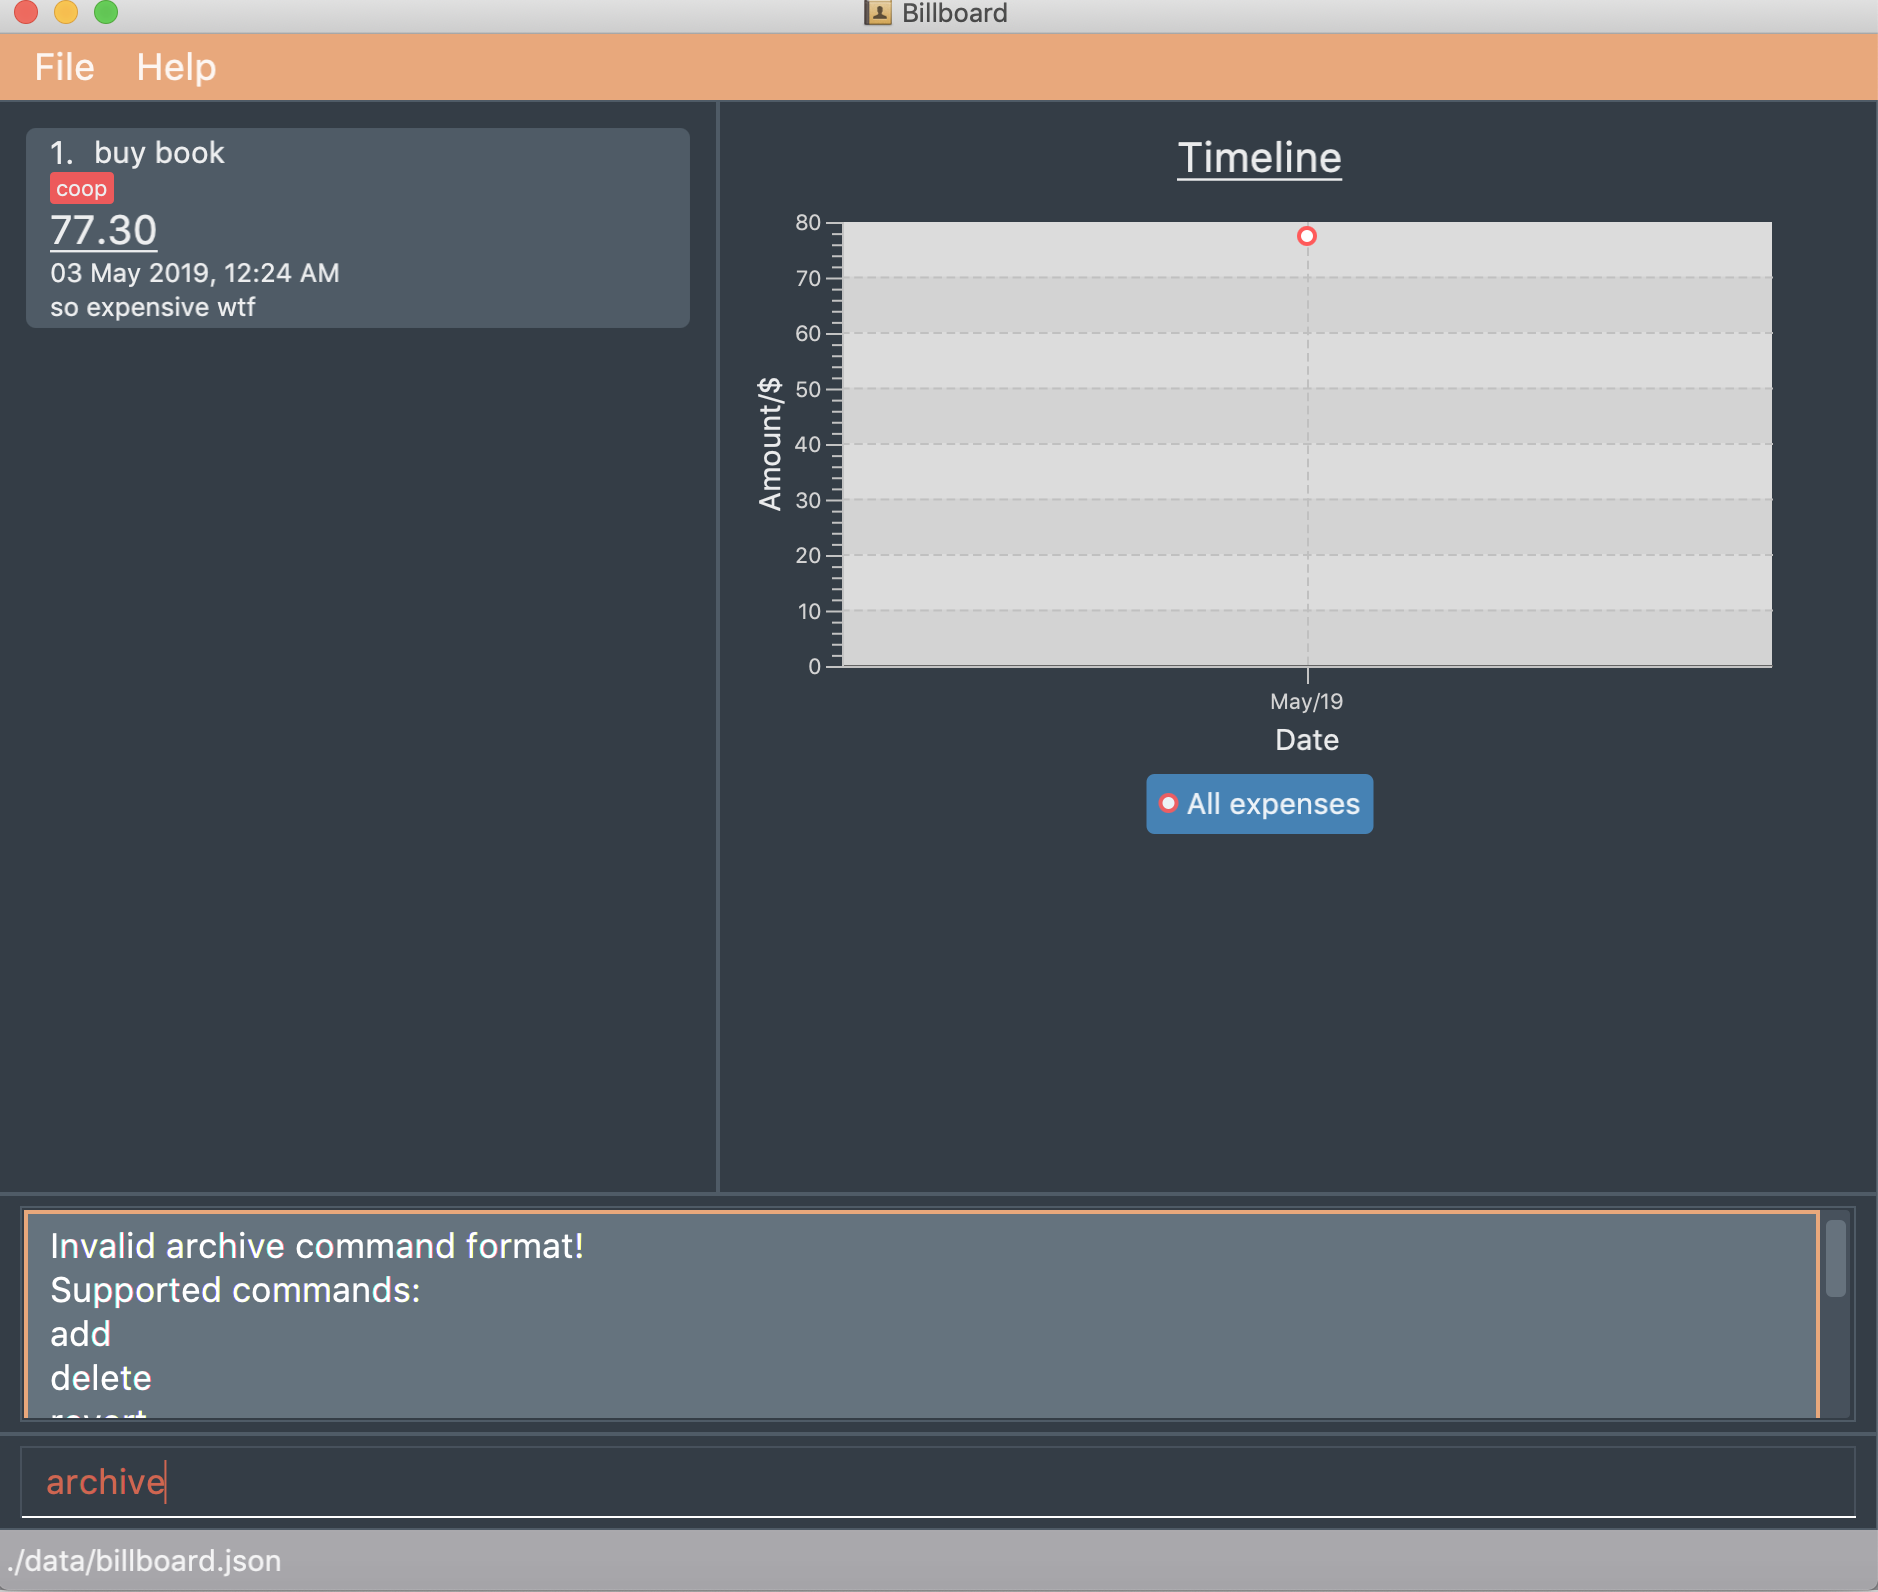 Billboard
File Help
1. buy book
coop
77.30
03 May 2019, 12:24 AM
so expensive wtf
Timeline
80
70
60
50
40
30
20
10
0
Amount/$
May/19
Date
All expenses
Invalid archive command format!
Supported commands:
add
delete
revert
archive
./data/billboard.json